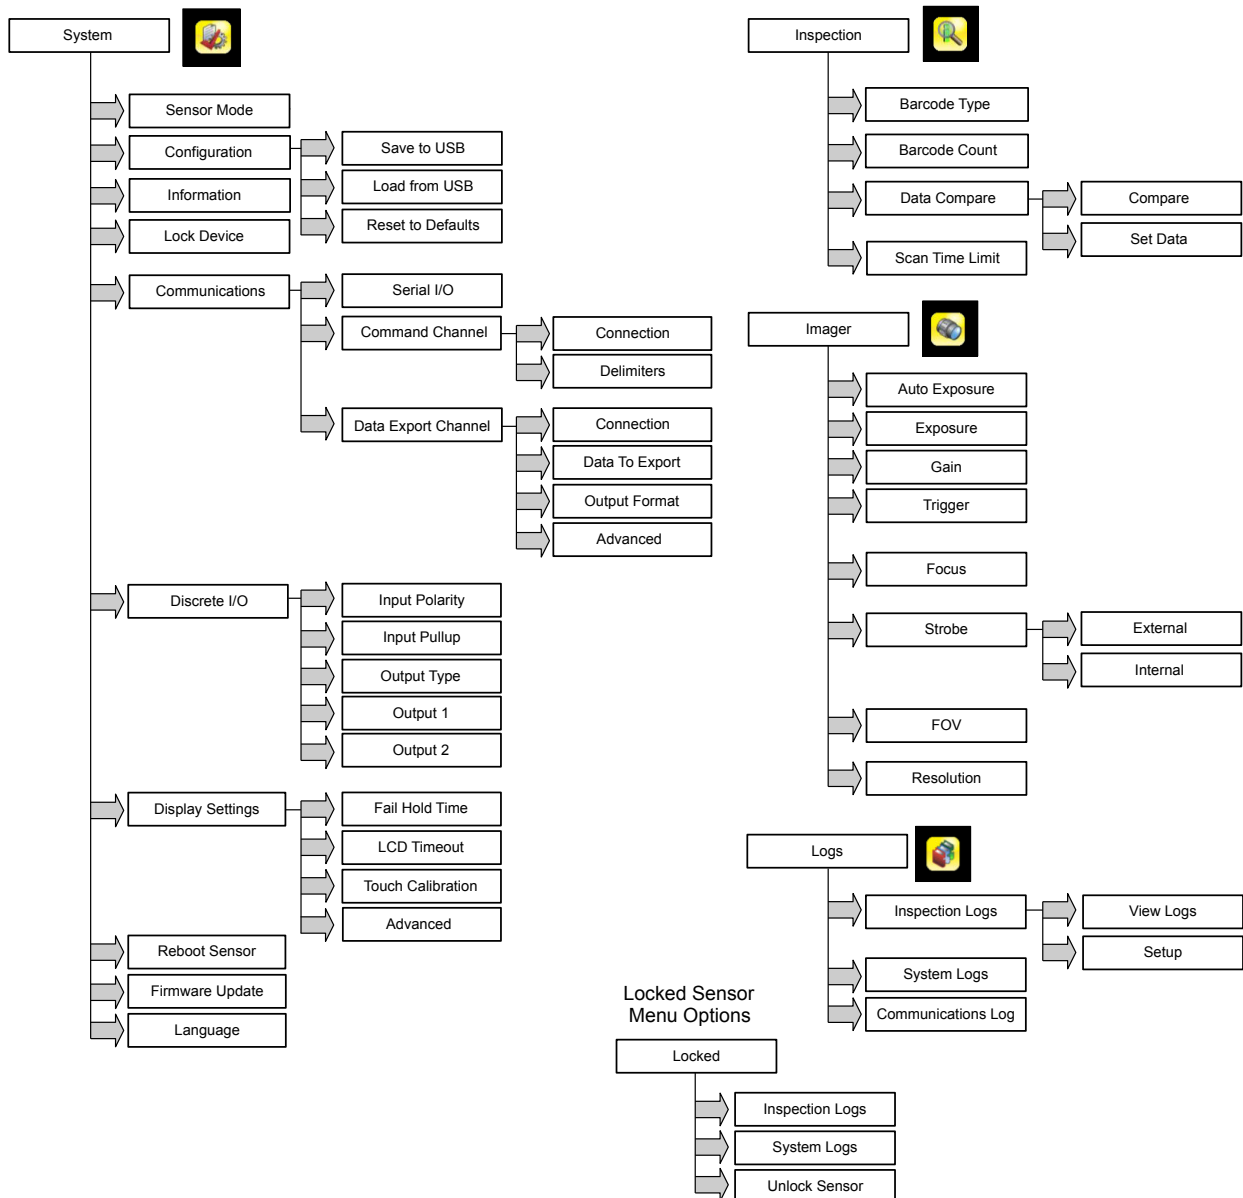 System
Sensor Mode
Configuration
Save to USB
Load from USB
Reset to Defaults
Information
Lock Device
Communications
Serial I/O
Command Channel
Connection
Delimiters
Data Export Channel
Connection
Data To Export
Output Format
Advanced
Discrete I/O
Input Polarity
Input Pullup
Output Type
Output 1
Output 2
Display Settings
Fail Hold Time
LCD Timeout
Touch Calibration
Advanced
Reboot Sensor
Firmware Update
Language
Inspection
Barcode Type
Barcode Count
Data Compare
Compare
Set Data
Scan Time Limit
Imager
Auto Exposure
Exposure
Gain
Trigger
Focus
Strobe
External
Internal
FOV
Resolution
Logs
Inspection Logs
View Logs
Setup
System Logs
Communications Log
Locked Sensor
Menu Options
Locked
Inspection Logs
System Logs
Unlock Sensor